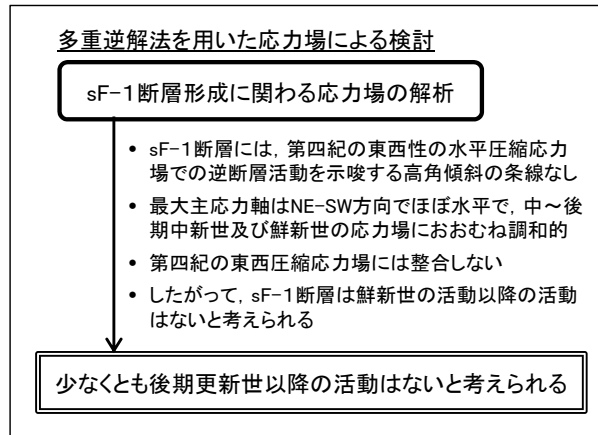 多重逆解法を用いた応力場による検討
sF-1断層形成に関わる応力場の解析
• sF-1断層には，第四紀の東西性の水平圧縮応力
場での逆断層活動を示唆する高角傾斜の条線なし
• 最大主応力軸はNE-SW方向でほぼ水平で，中～後
期中新世及び鮮新世の応力場におおむね調和的
• 第四紀の東西圧縮応力場には整合しない
• したがって，sF-1断層は鮮新世の活動以降の活動
はないと考えられる
少なくとも後期更新世以降の活動はないと考えられる